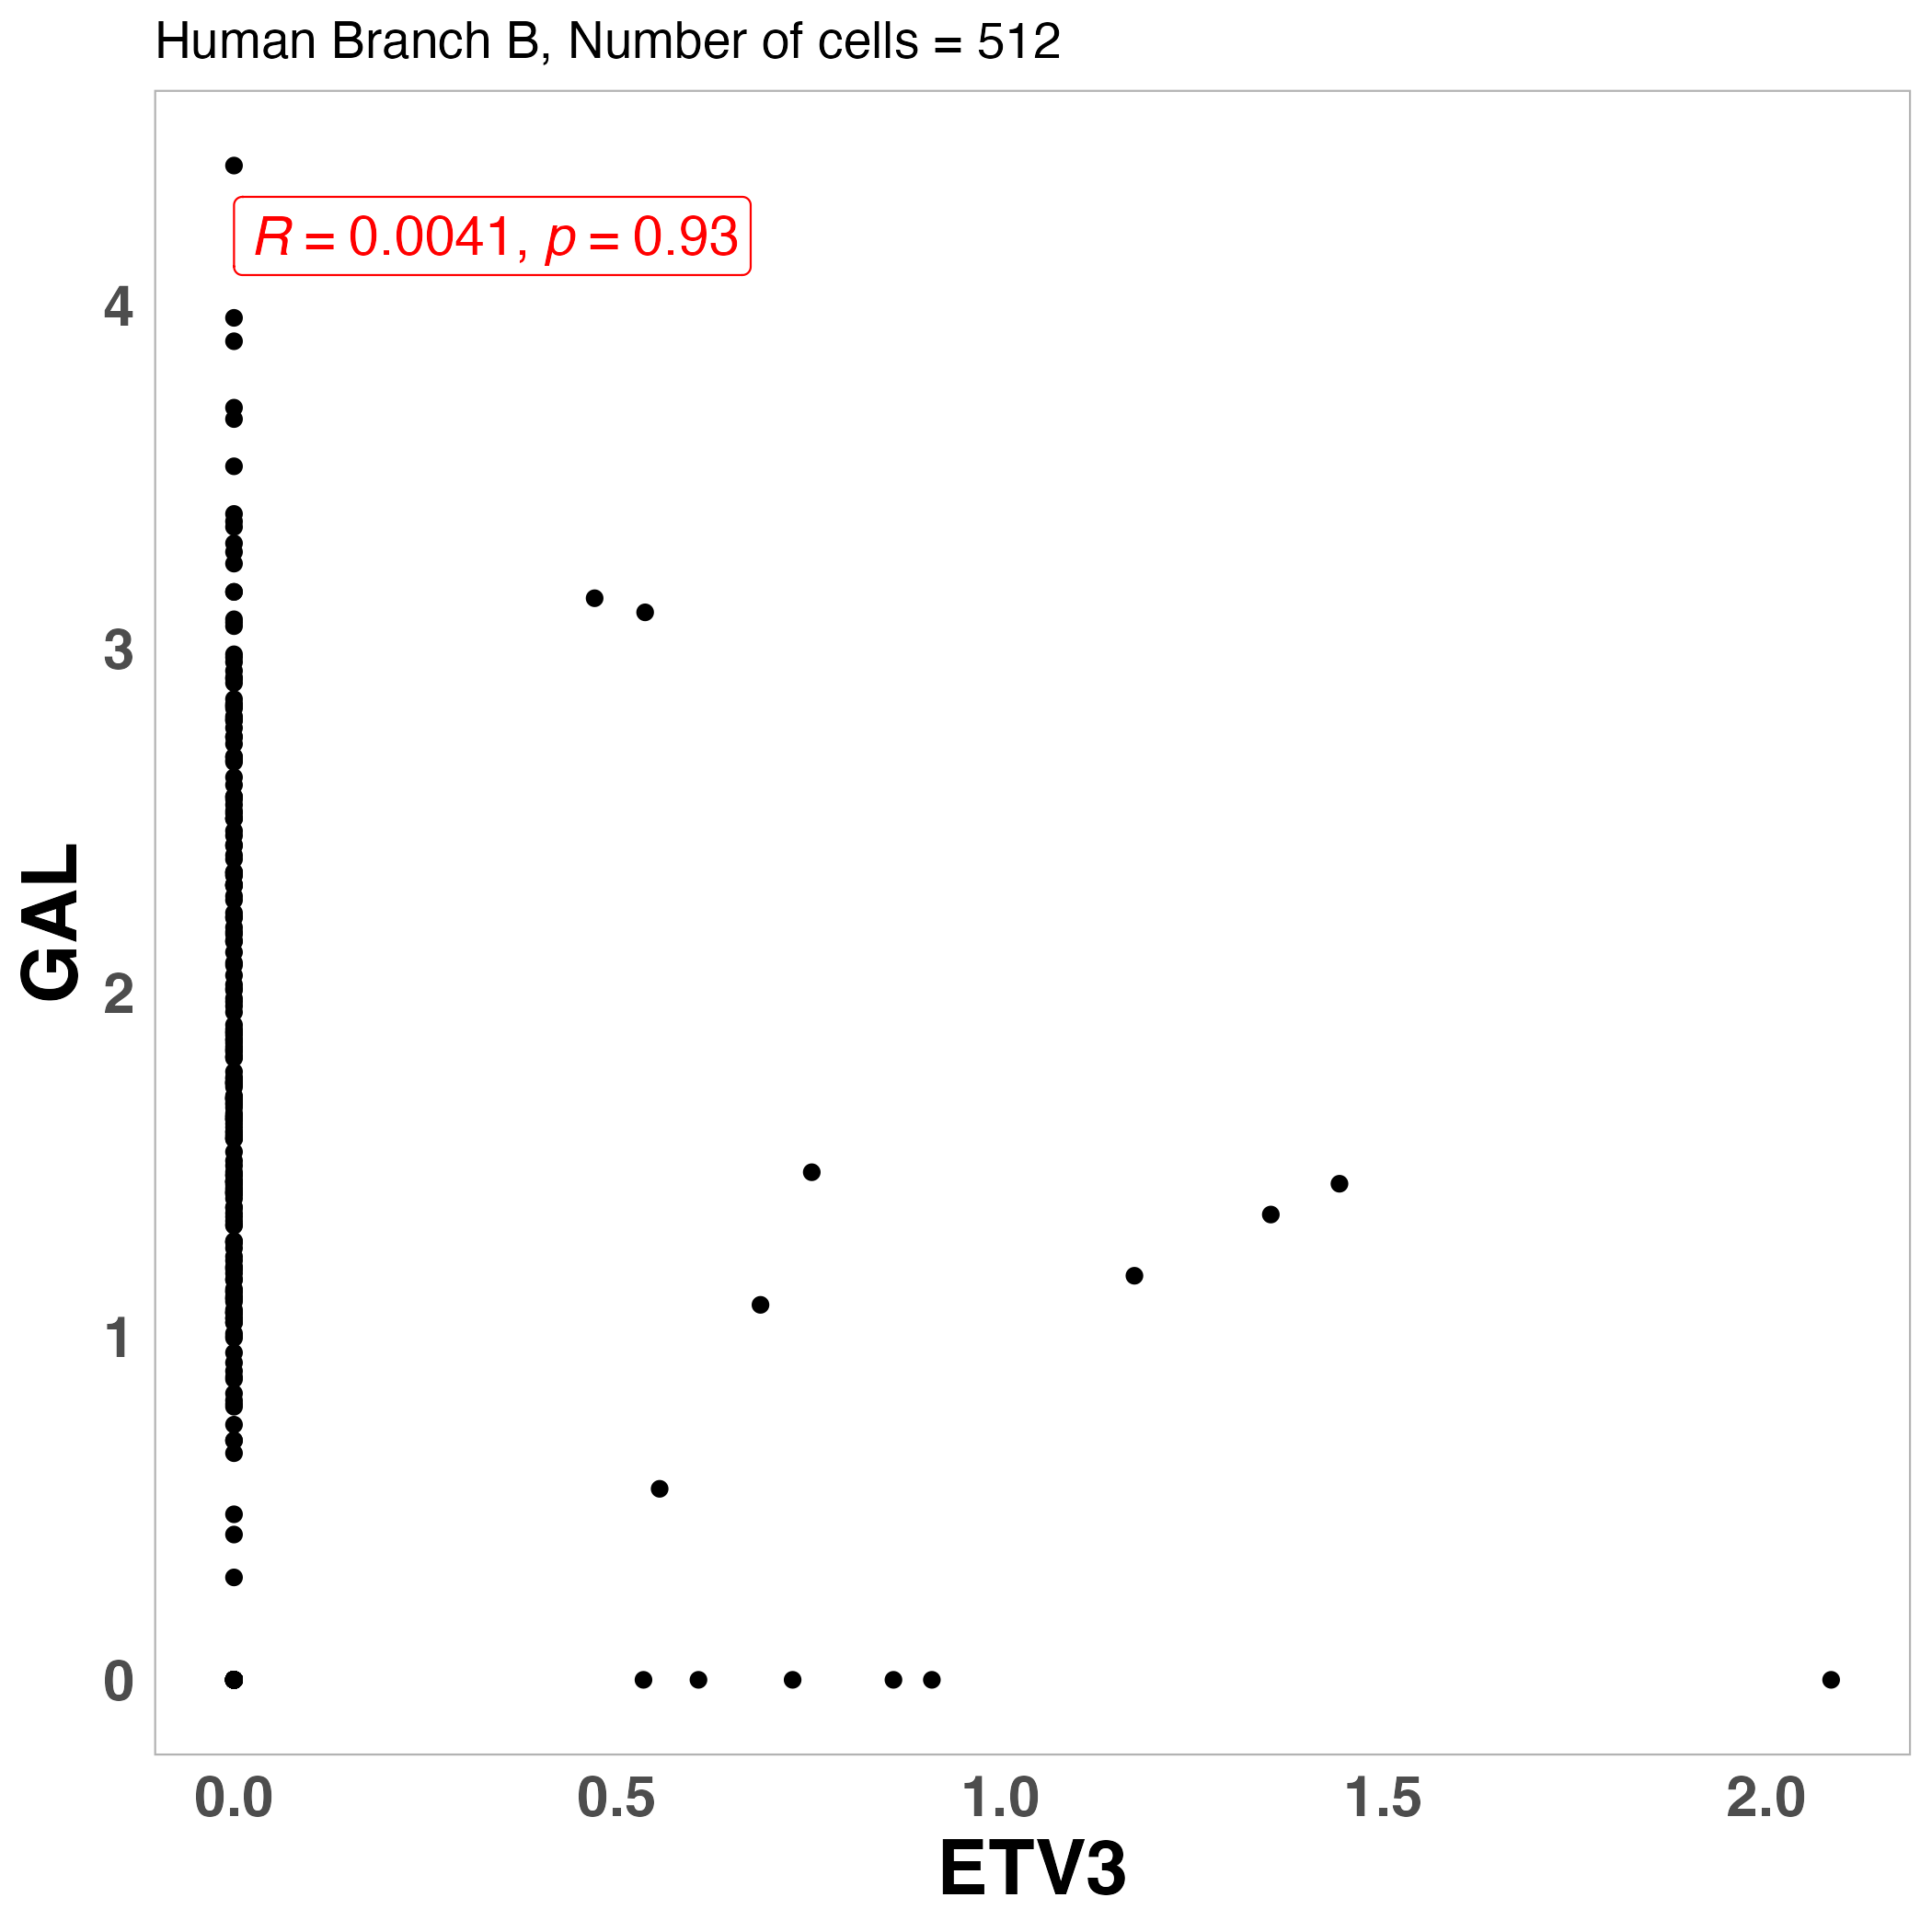 Human Branch B, Number of cells = 512
R = 0.0041, p = 0.93
4
3
2
1
0
GAL
0.0 0.5 1.0 1.5 2.0
ETV3